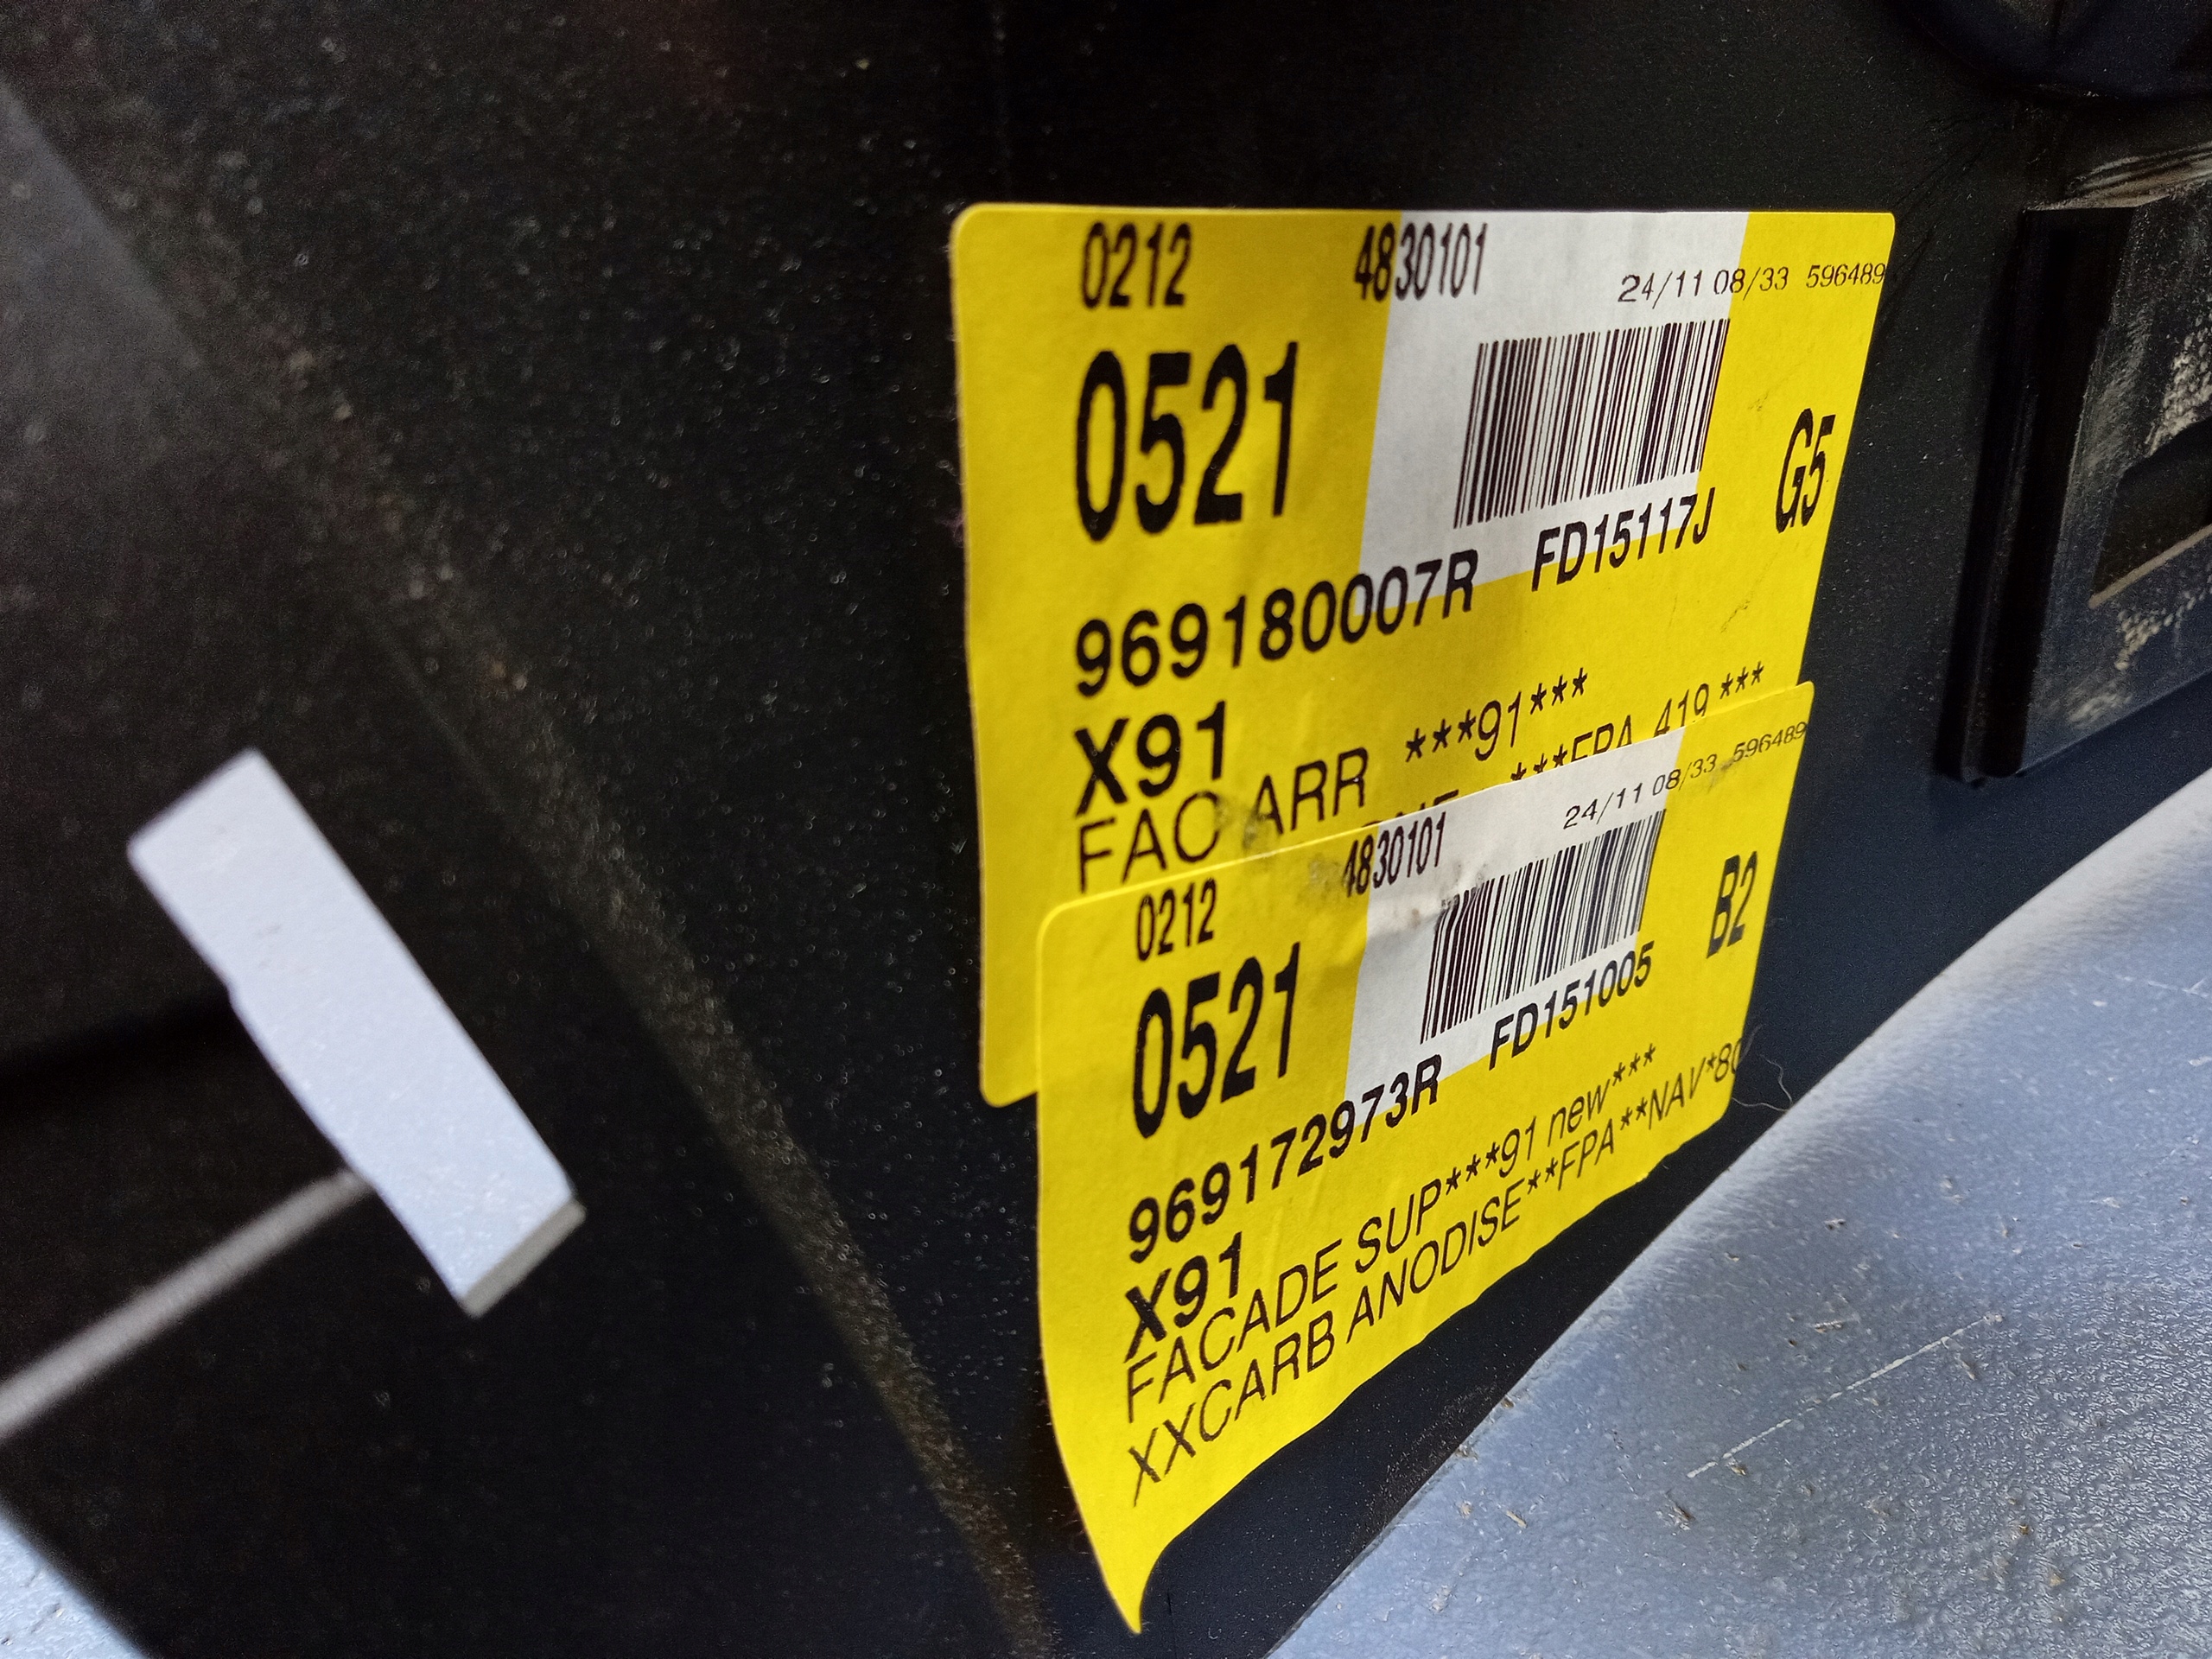 0212 4830101 24/11 08/33 596489
0521 G5
969180007R FD15117J
X91
FAC ARR ***91***
***FPA 419 ***
0212 4830101 24/11 08/33 596489
0521 B2
969172973R FD151005
X91
FACADE SUP***91 new***
XXCARB ANODISE**FPA**NAV*80